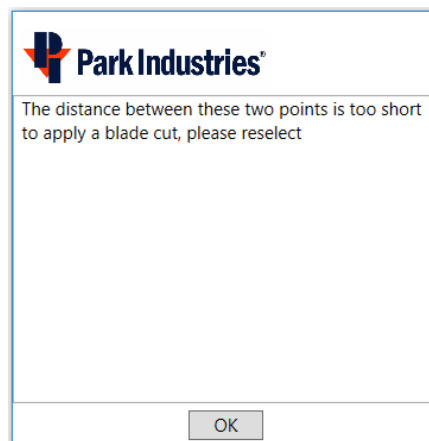 Park Industries®
The distance between these two points is too short
to apply a blade cut, please reselect
OK